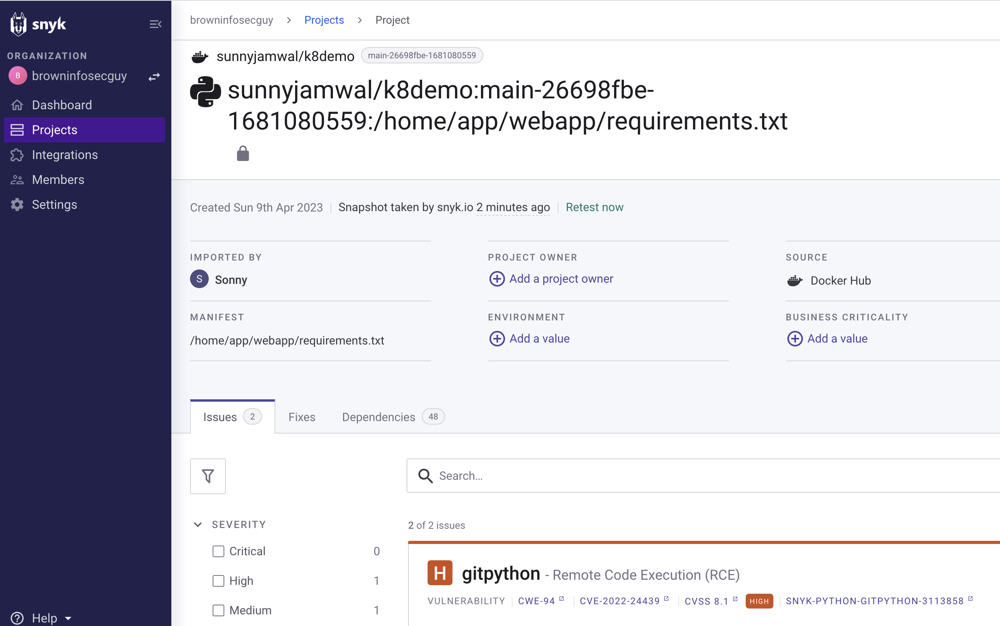 snyk
ORGANIZATION
B browninfosecguy
Dashboard
Projects
Integrations
Members
Settings
Help
browninfosecguy > Projects > Project
sunnyjamwal/k8demo main-26698fbe-1681080559
sunnyjamwal/k8demo:main-26698fbe-
1681080559:/home/app/webapp/requirements.txt
Created Sun 9th Apr 2023 | Snapshot taken by snyk.io 2 minutes ago | Retest now
IMPORTED BY
S Sonny
PROJECT OWNER
Add a project owner
SOURCE
Docker Hub
MANIFEST
/home/app/webapp/requirements.txt
ENVIRONMENT
Add a value
BUSINESS CRITICALITY
Add a value
Issues 2 Fixes Dependencies 48
Search...
SEVERITY
Critical 0
High 1
Medium 1
2 of 2 issues
H gitpython - Remote Code Execution (RCE)
VULNERABILITY | CWE-94 | CVE-2022-24439 | CVSS 8.1 HIGH | SNYK-PYTHON-GITPYTHON-3113858